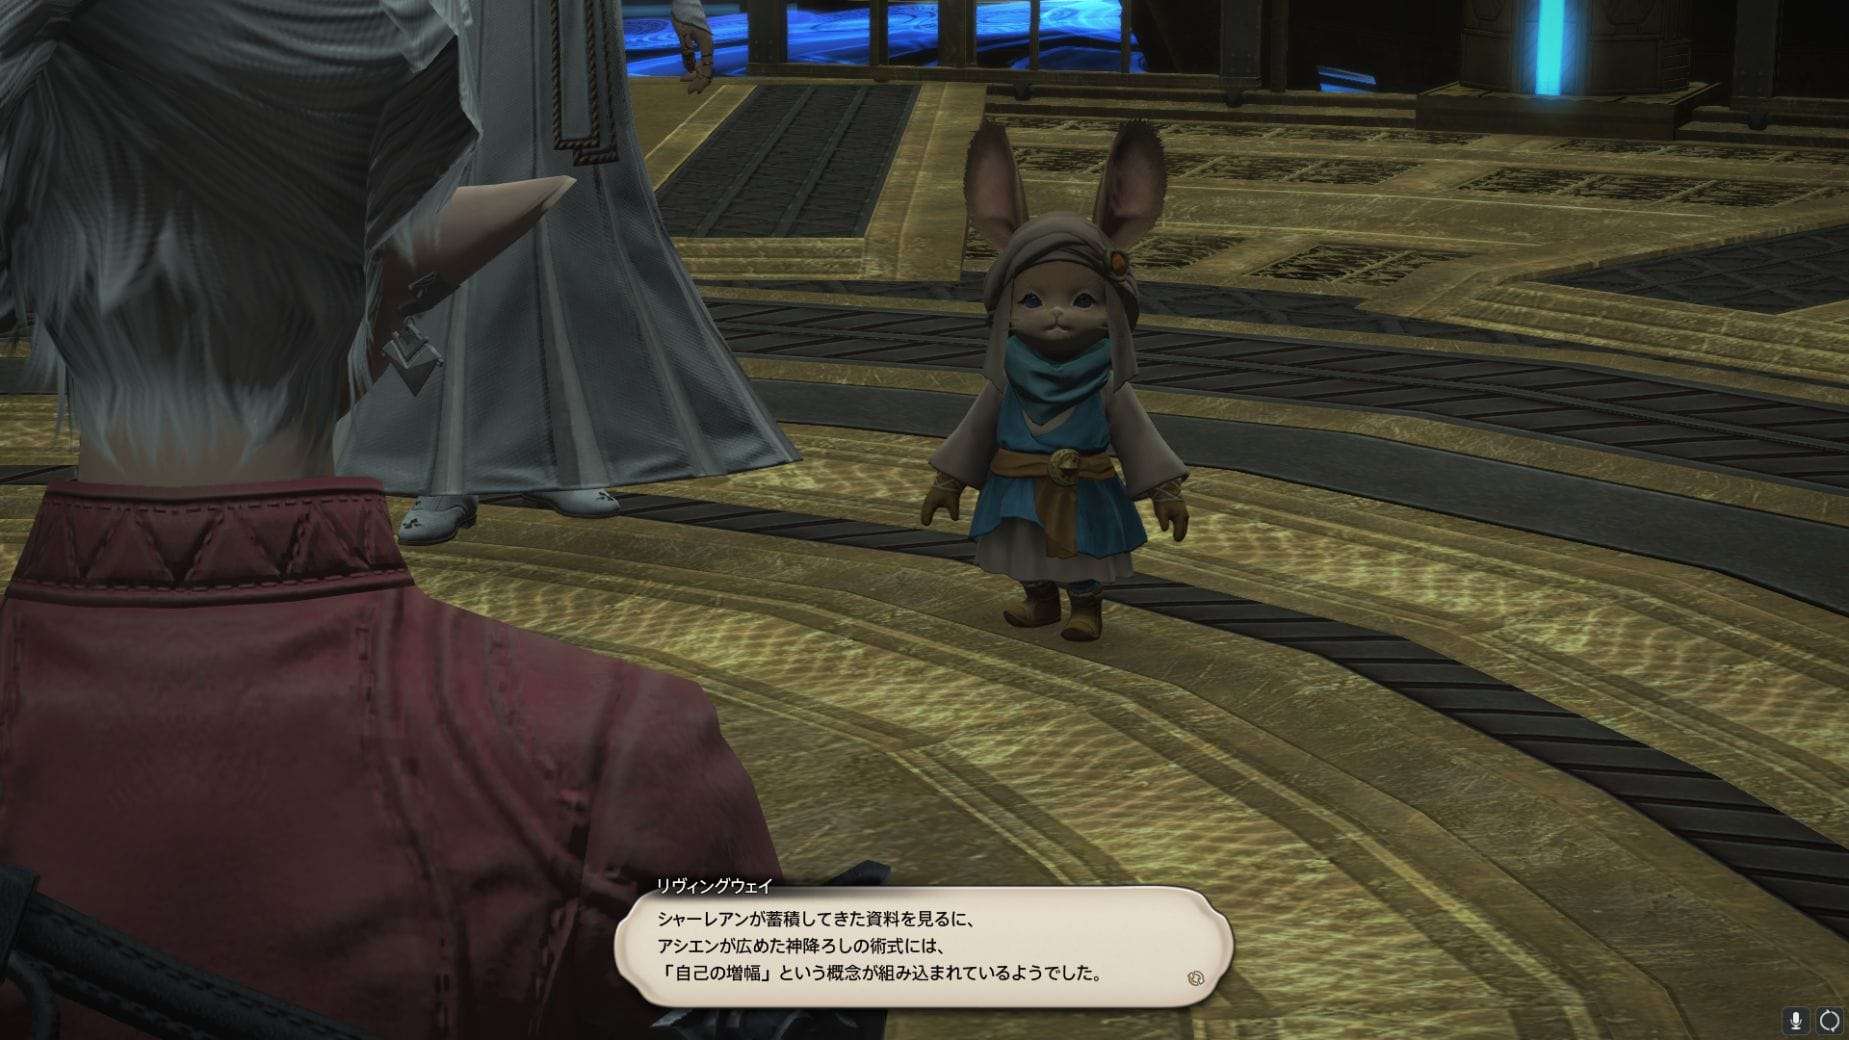 リヴィングウェイ
シャーレアンが蓄積してきた資料を見るに、
アシエンが広めた神降ろしの術式には、
「自己の増幅」という概念が組み込まれているようでした。